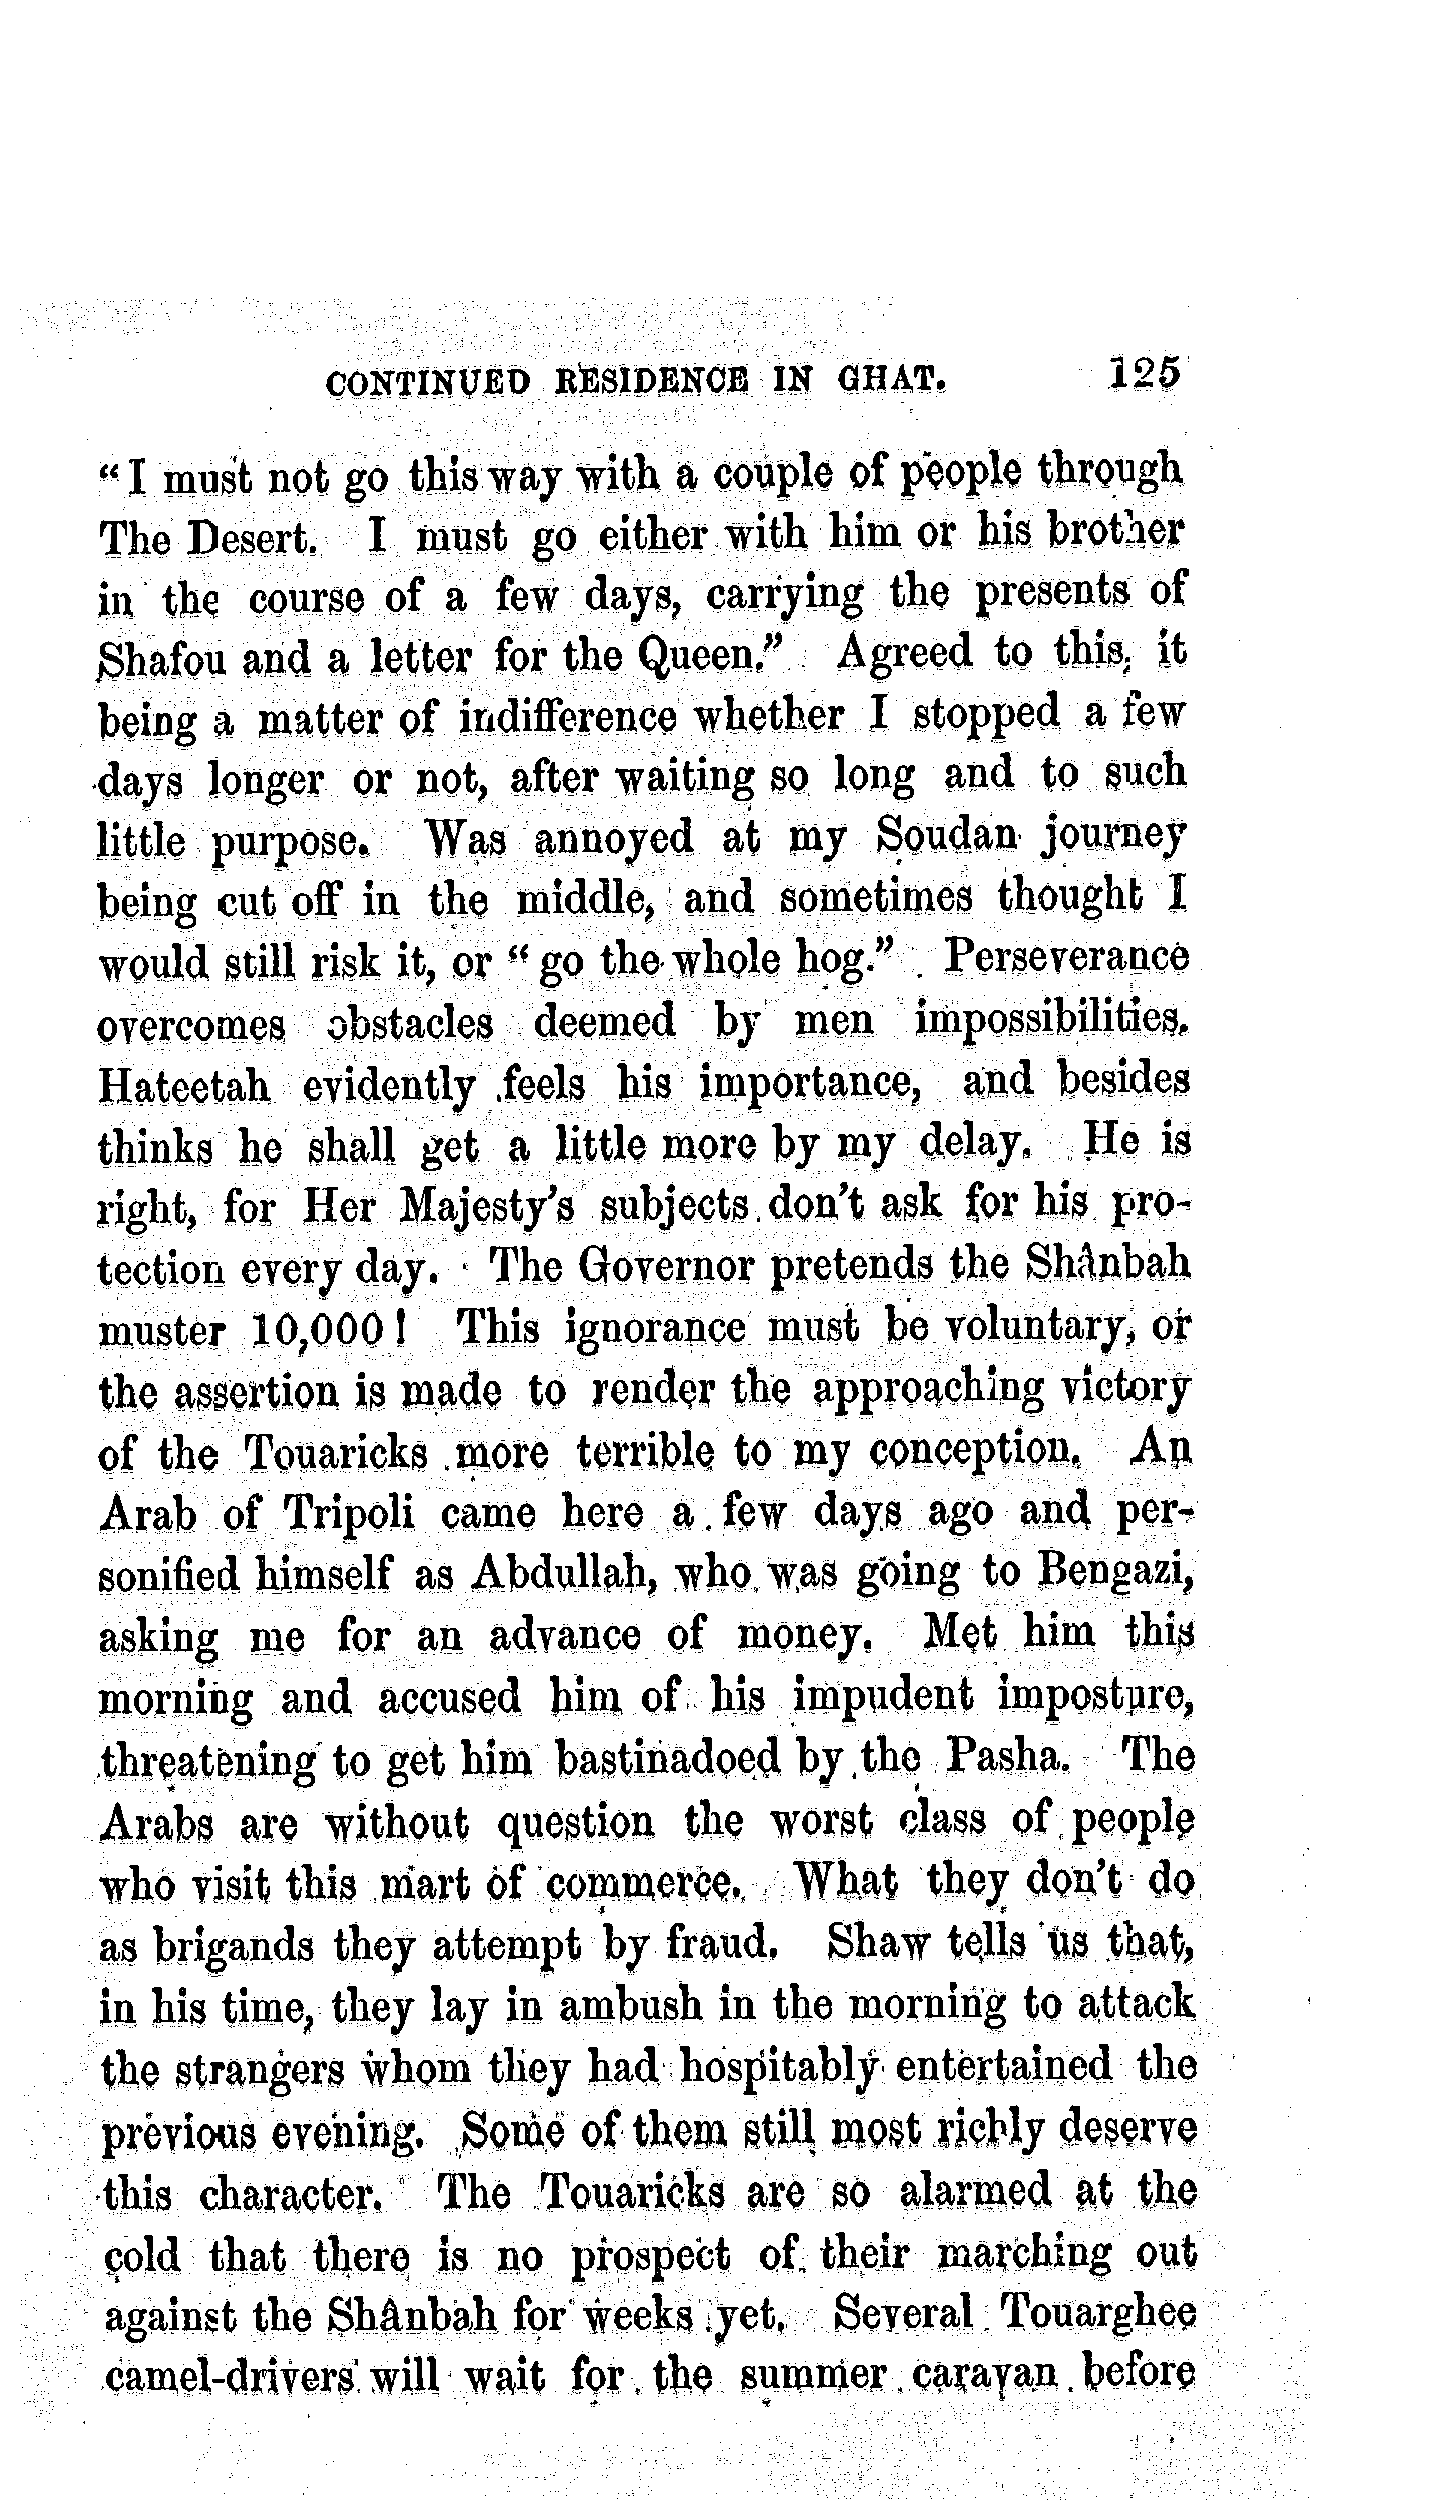 CONTINUED RESIDENCE IN GHAT. 125
“I must not go this way with a couple of people through
The Desert. I must go either with him or his brother
in the course of a few days, carrying the presents of
Shafou and a letter for the Queen.” Agreed to this, it
being a matter of indifference whether I stopped a few
days longer or not, after waiting so long and to such
little purpose. Was annoyed at my Soudan journey
being cut off in the middle, and sometimes thought I
would still risk it, or “go the whole hog.” Perseverance
overcomes obstacles deemed by men impossibilities.
Hateetah evidently feels his importance, and besides
thinks he shall get a little more by my delay. He is
right, for Her Majesty’s subjects don’t ask for his pro-
tection every day. The Governor pretends the Shânbah
muster 10,000! This ignorance must be voluntary, or
the assertion is made to render the approaching victory
of the Touaricks more terrible to my conception. An
Arab of Tripoli came here a few days ago and per-
sonified himself as Abdullah, who was going to Bengazi,
asking me for an advance of money. Met him this
morning and accused him of his impudent imposture,
threatening to get him bastinadoed by the Pasha. The
Arabs are without question the worst class of people
who visit this mart of commerce. What they don’t do
as brigands they attempt by fraud. Shaw tells us that,
in his time, they lay in ambush in the morning to attack
the strangers whom they had hospitably entertained the
previous evening. Some of them still most richly deserve
this character. The Touaricks are so alarmed at the
cold that there is no prospect of their marching out
against the Shânbah for weeks yet. Several Touarghee
camel-drivers will wait for the summer caravan before